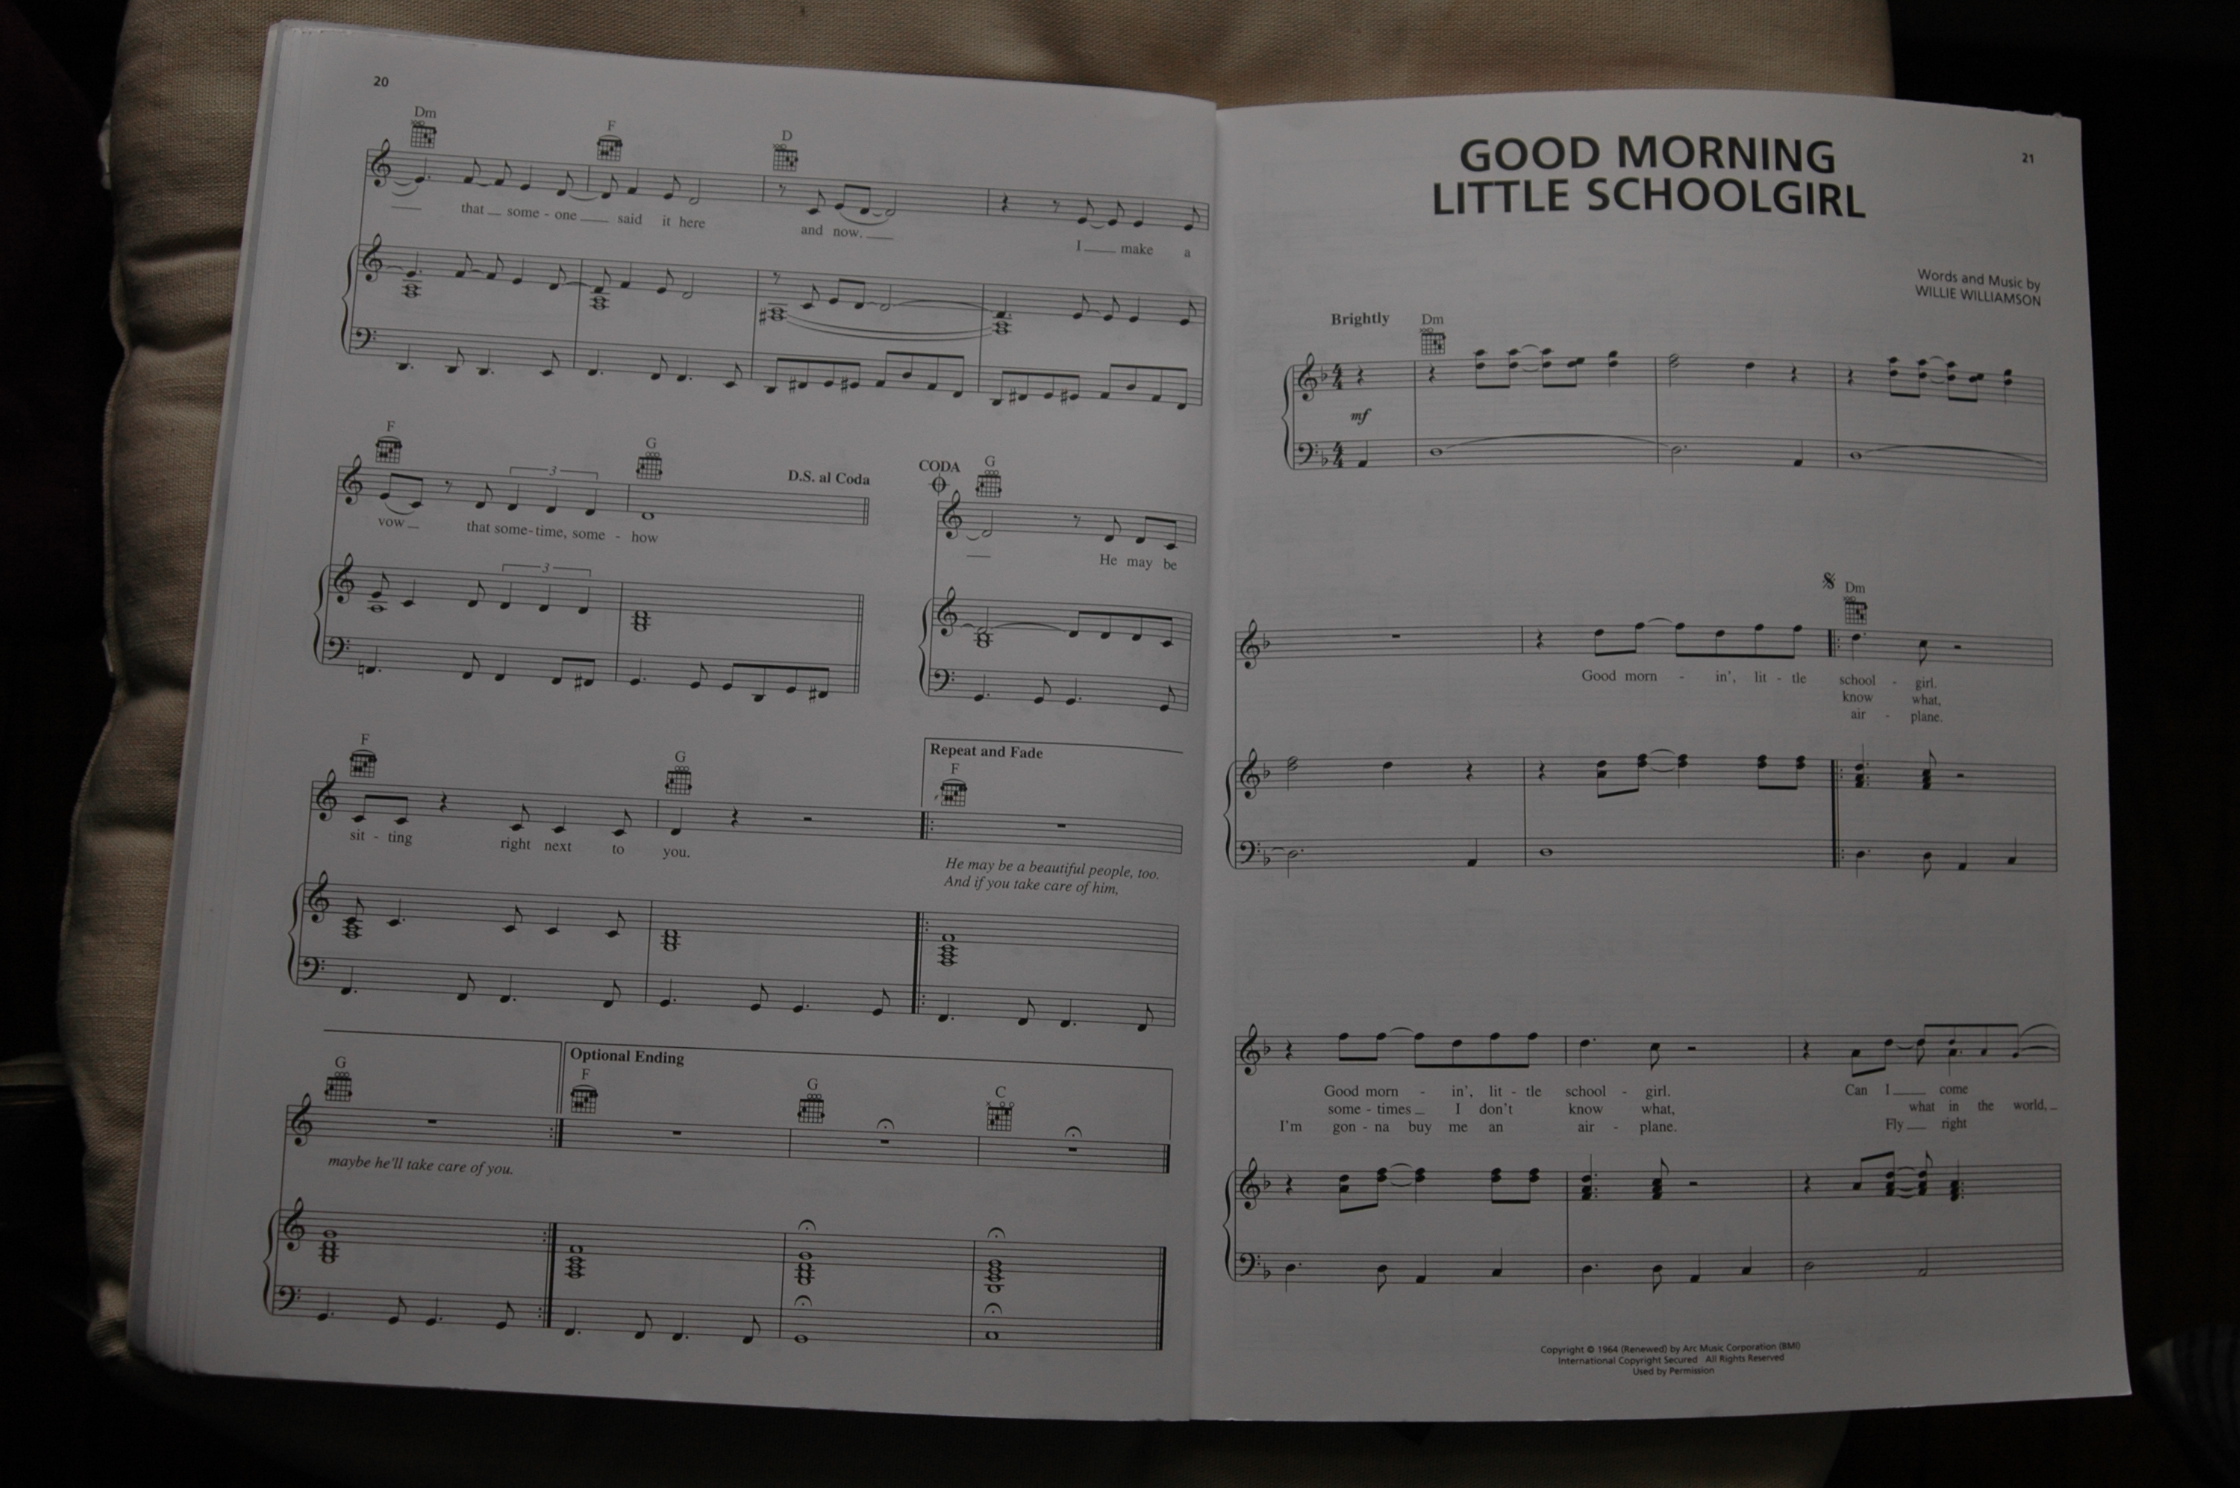 20
Dm F D
that some - one said it here and now. I make a
F G D.S. al Coda CODA G
3
vow that some - time, some - how He may be
3
F G Repeat and Fade
F
sit - ting right next to you.
He may be a beautiful people, too.
And if you take care of him,
G Optional Ending
F G C
maybe he'll take care of you.
21
GOOD MORNING
LITTLE SCHOOLGIRL
Words and Music by
WILLIE WILLIAMSON
Brightly Dm
4 4
mf
4 4
Dm
Good morn - in', lit - tle school - girl.
know what,
air - plane.
Good morn - in', lit - tle school - girl. Can I come
some - times I don't know what, what in the world,
I'm gon - na buy me an air - plane. Fly right
Copyright © 1964 (Renewed) by Arc Music Corporation (BMI)
International Copyright Secured All Rights Reserved
Used by Permission